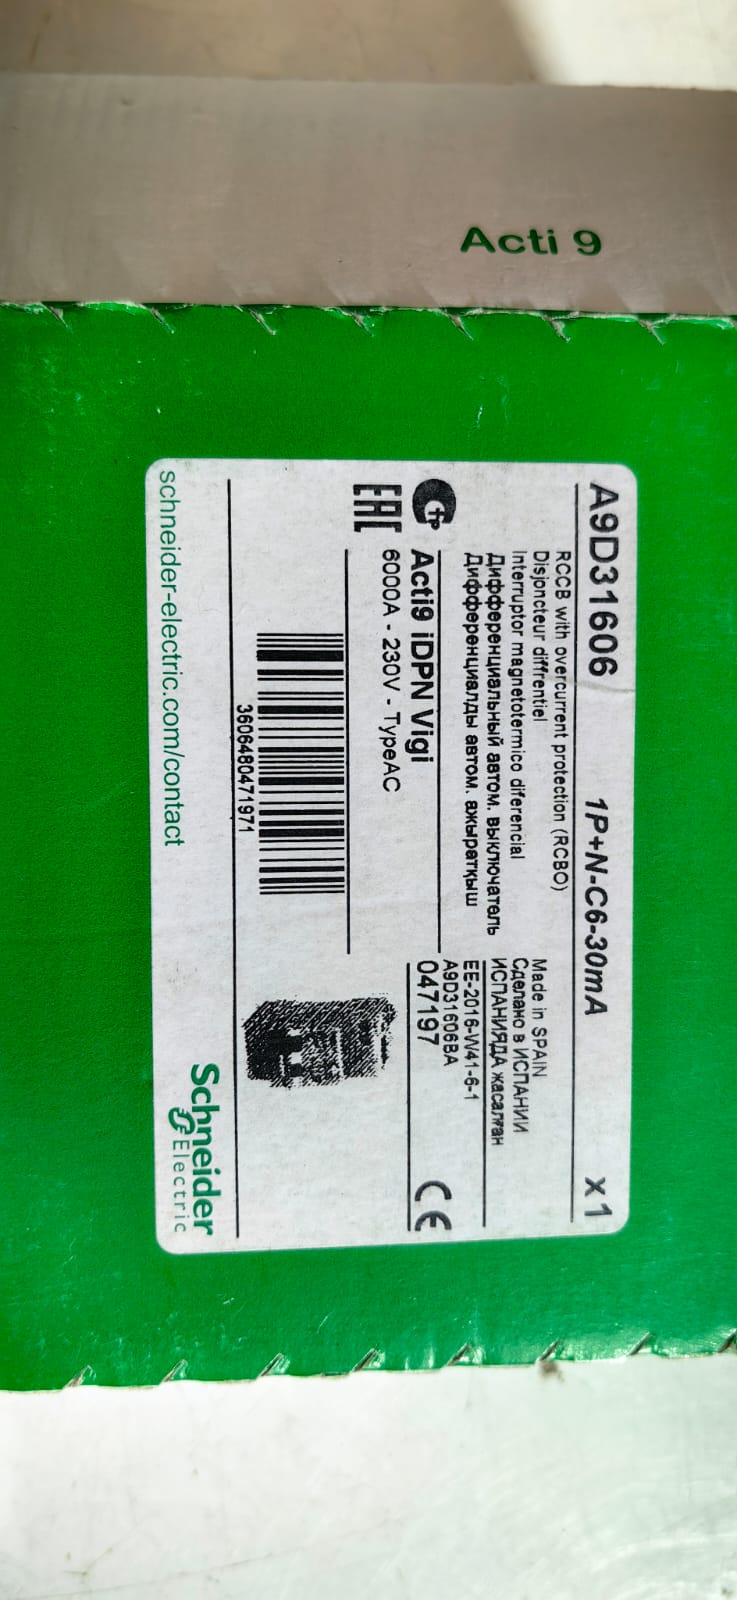 Acti 9
A9D31606 1P+N-C6-30mA x1
RCCB with overcurrent protection (RCBO)
Disjoncteur diffrentiel
Interruptor magnetotermico diferencial
Дифференциальный автом. выключатель
Дифференциалды автом. ажыратқыш
Made in SPAIN
Сделано в ИСПАНИИ
ИСПАНИЯДА жасалған
EE-2016-W41-6-1
A9D31606BA
047197
CE
EAC
Acti9 iDPN Vigi
6000A - 230V - TypeAC
3606480471971
schneider-electric.com/contact
Schneider
Electric